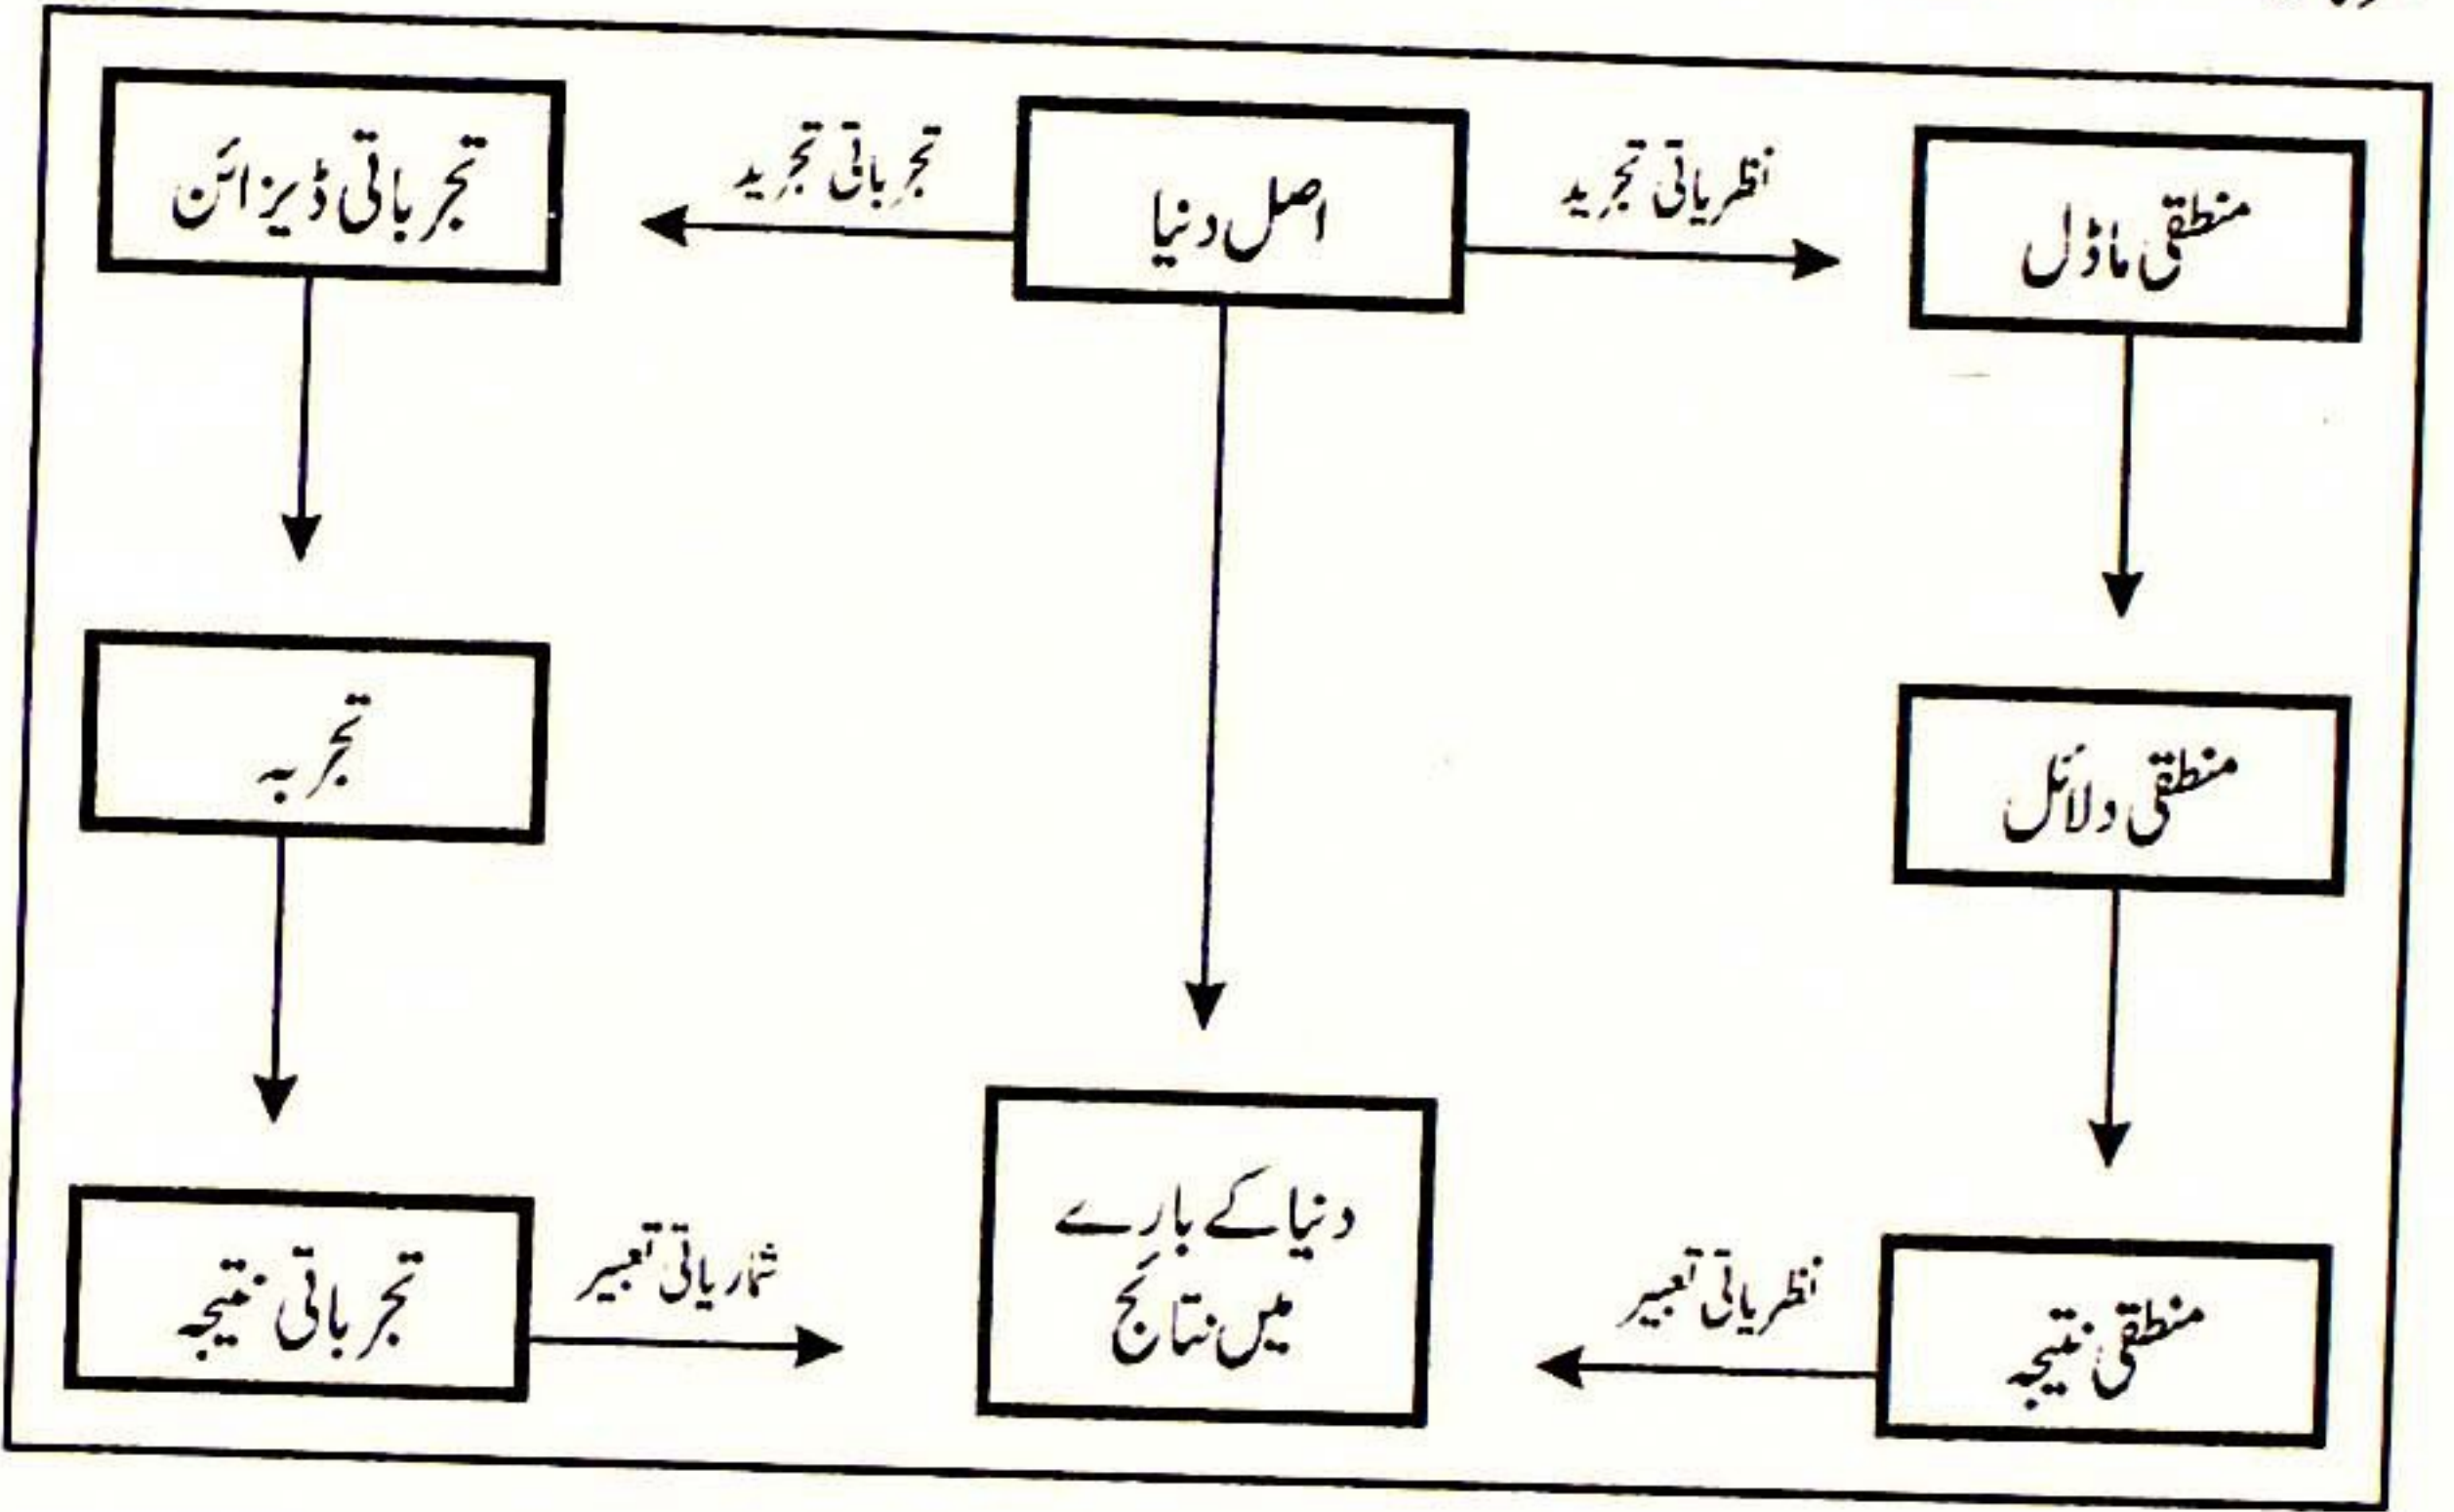 منطقی ماڈل
نظریاتی تجرید
اصل دنیا
تجرباتی تجرید
تجرباتی ڈیزائن
منطقی دلائل
تجربہ
منطقی نتیجہ
نظریاتی تعبیر
دنیا کے بارے
میں نتائج
شماریاتی تعبیر
تجرباتی نتیجہ